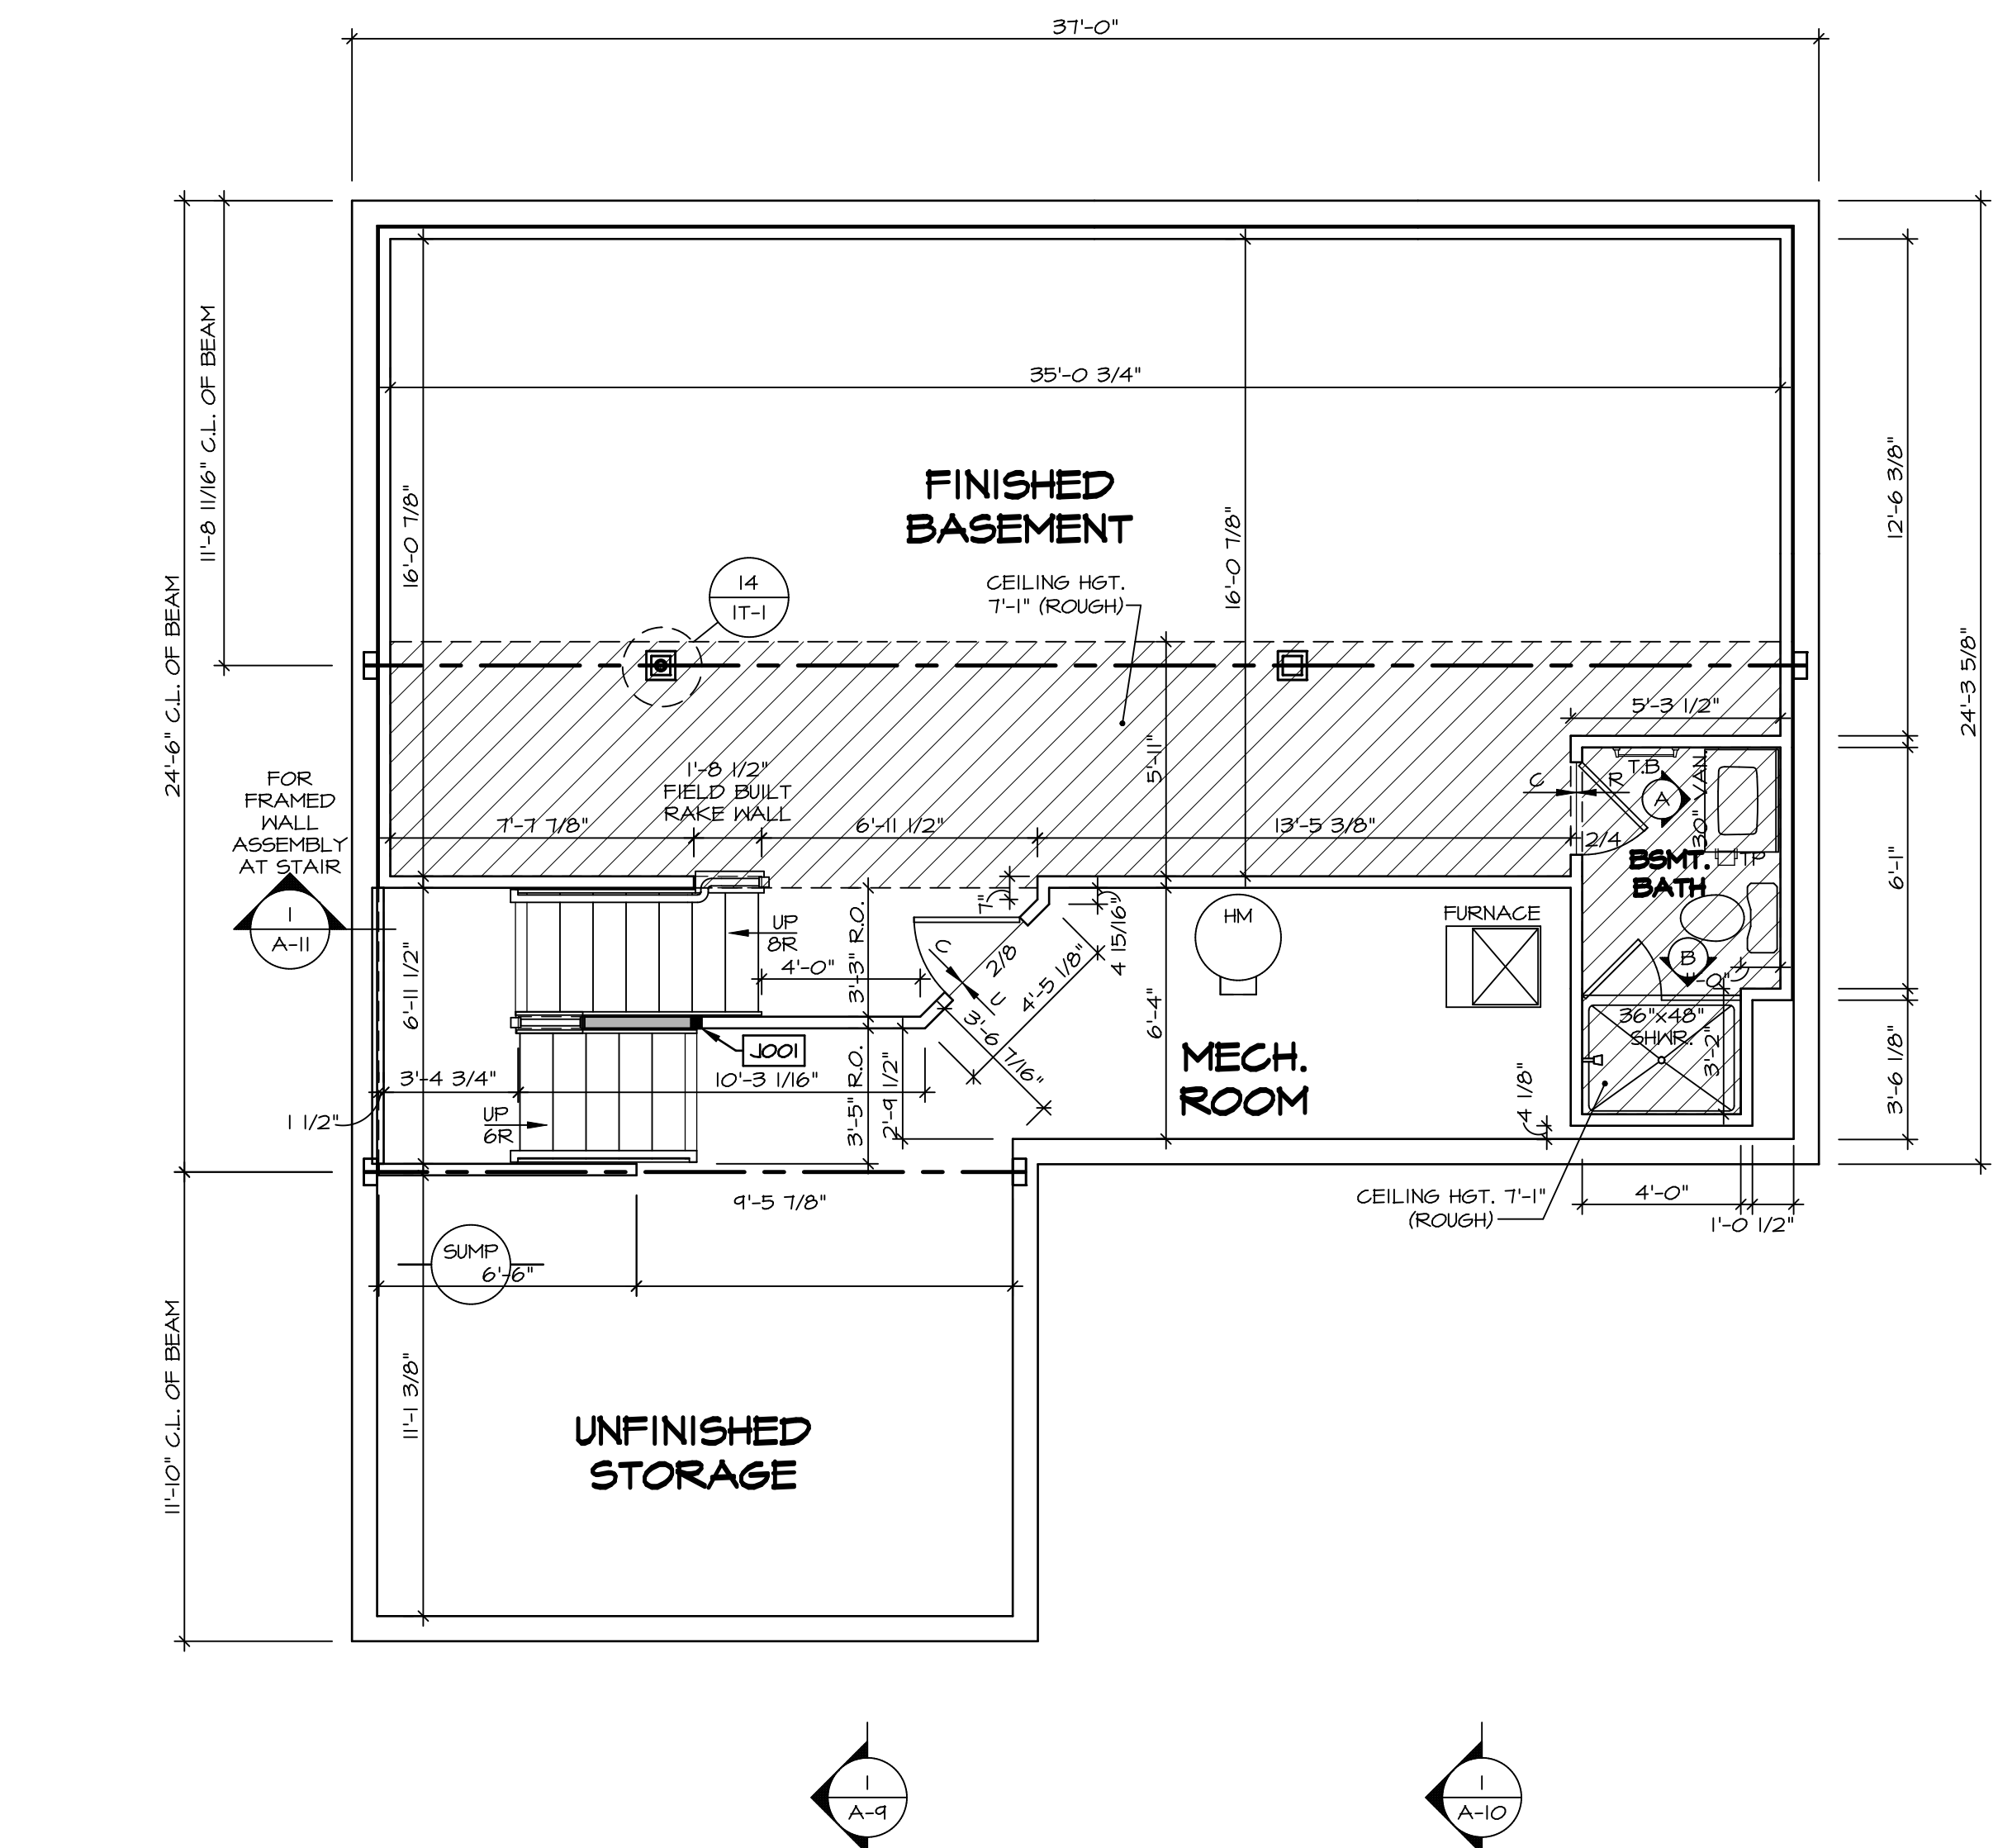 37'-0"
11'-8 11/16" C.L. OF BEAM
24'-6" C.L. OF BEAM
11'-10" C.L. OF BEAM
35'-0 3/4"
16'-0 7/8"
16'-0 7/8"
12'-6 3/8"
24'-3 5/8"
FINISHED
BASEMENT
CEILING HGT.
7'-1" (ROUGH)
14
1T-1
5'-3 1/2"
5'-11"
FOR
FRAMED
WALL
ASSEMBLY
AT STAIR
1
A-11
1'-8 1/2"
FIELD BUILT
RAKE WALL
7'-7 7/8"
6'-11 1/2"
13'-5 3/8"
C
R
T.B.
A
30" VAN
2/4
TP
BSMT.
BATH
6'-1"
7"
4 15/16"
HM
FURNACE
UP
8R
4'-0"
3'-3" R.O.
C
U
2/8
4'-5 1/8"
3'-6 7/16"
6'-11 1/2"
6'-4"
B
1'-0"
36"x48"
SHWR.
3'-2"
3'-6 1/8"
J001
MECH.
ROOM
3'-4 3/4"
10'-3 1/16"
3'-5" R.O.
2'-9 1/2"
1 1/2"
UP
6R
4 1/8"
9'-5 7/8"
CEILING HGT. 7'-1"
(ROUGH)
4'-0"
1'-0 1/2"
SUMP
6'-6"
11'-1 3/8"
UNFINISHED
STORAGE
1
A-9
1
A-10